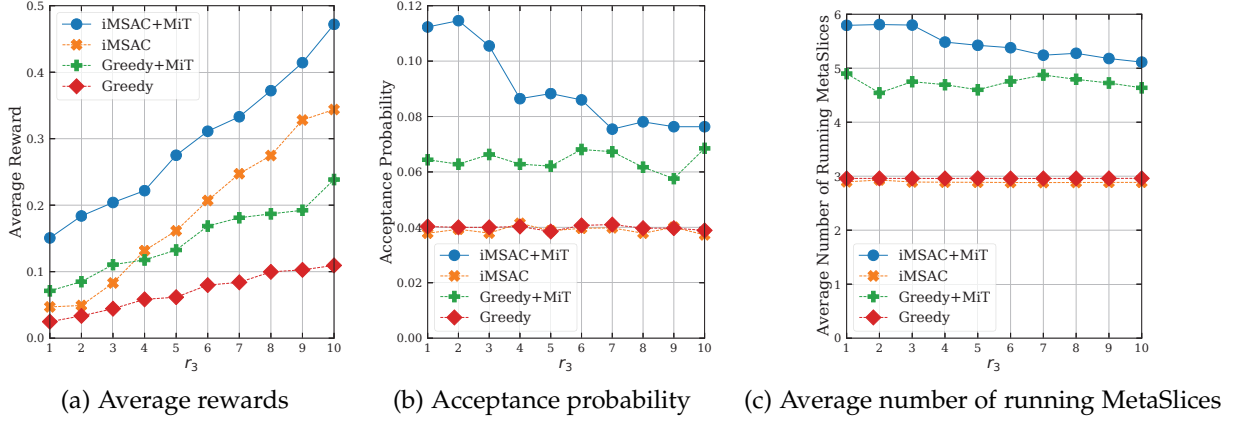 Average Reward
0.5
0.4
0.3
0.2
0.1
0.0
iMSAC+MiT
iMSAC
Greedy+MiT
Greedy
1 2 3 4 5 6 7 8 9 10
r3
(a) Average rewards
Acceptance Probability
0.12
0.10
0.08
0.06
0.04
0.02
0.00
iMSAC+MiT
iMSAC
Greedy+MiT
Greedy
1 2 3 4 5 6 7 8 9 10
r3
(b) Acceptance probability
Average Number of Running MetaSlices
6
5
4
3
2
1
0
iMSAC+MiT
iMSAC
Greedy+MiT
Greedy
1 2 3 4 5 6 7 8 9 10
r3
(c) Average number of running MetaSlices